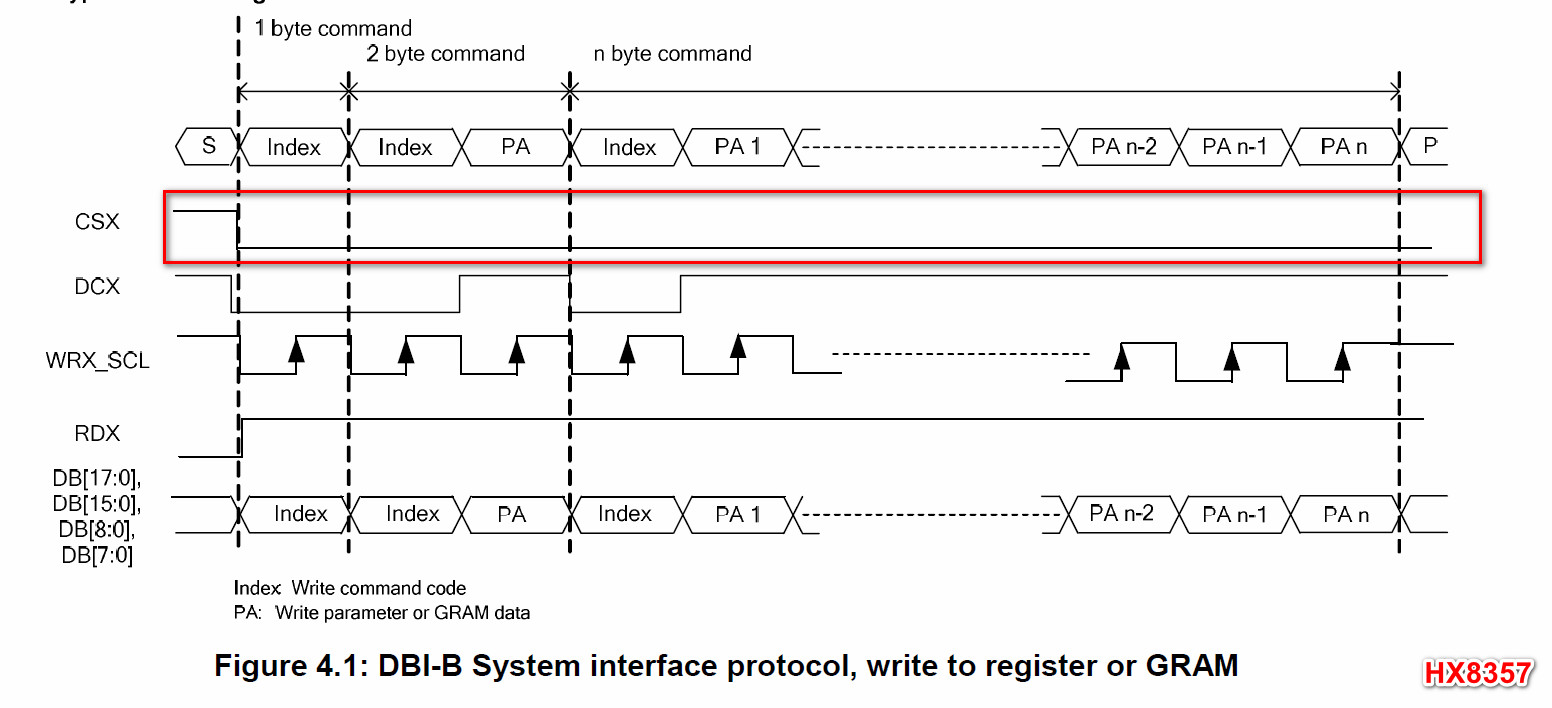 1 byte command
2 byte command
n byte command
S Index Index PA Index PA 1 PA n-2 PA n-1 PA n P
CSX
DCX
WRX_SCL
RDX
DB[17:0],
DB[15:0],
DB[8:0],
DB[7:0]
Index Index PA Index PA 1 PA n-2 PA n-1 PA n
Index Write command code
PA: Write parameter or GRAM data
Figure 4.1: DBI-B System interface protocol, write to register or GRAM
HX8357